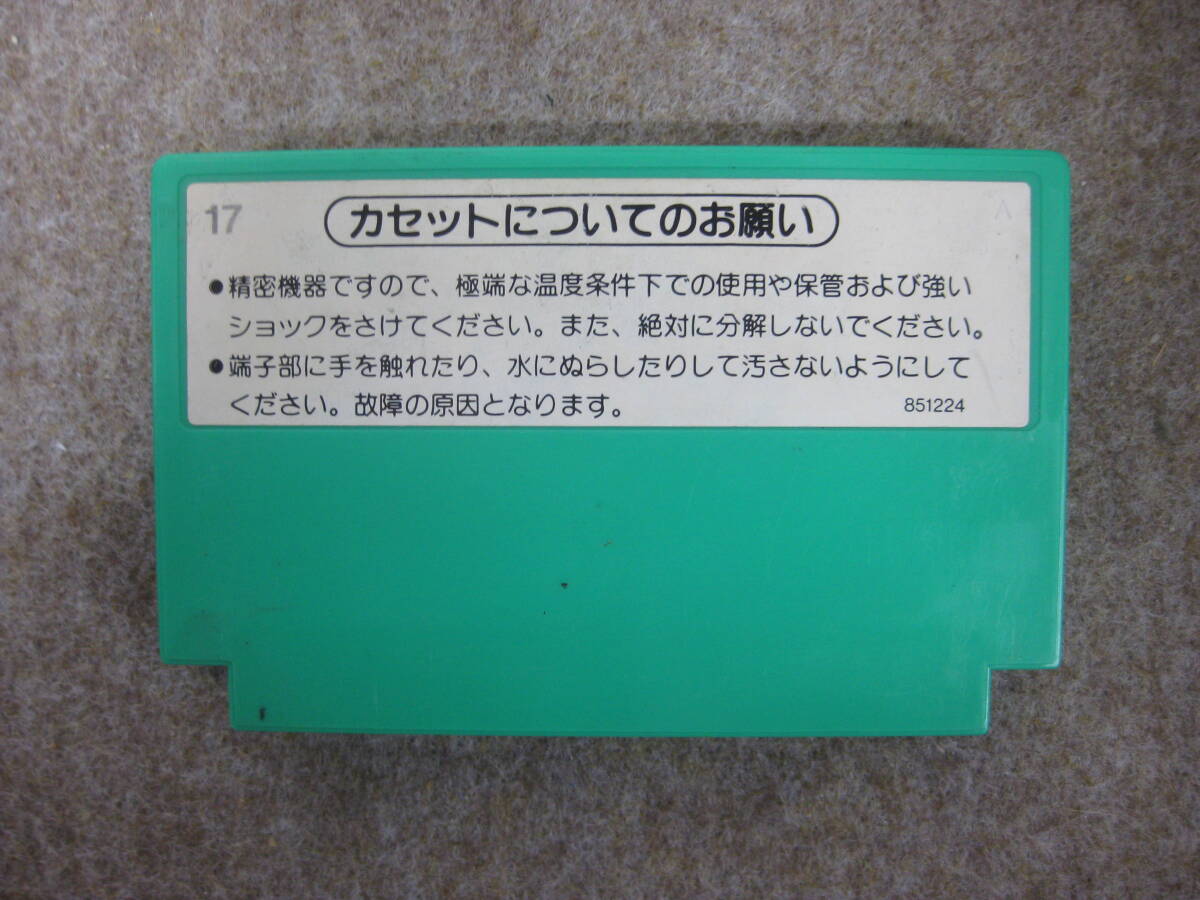 17
カセットについてのお願い
●精密機器ですので、極端な温度条件下での使用や保管および強い
ショックをさけてください。また、絶対に分解しないでください。
●端子部に手を触れたり、水にぬらしたりして汚さないようにして
ください。故障の原因となります。
851224